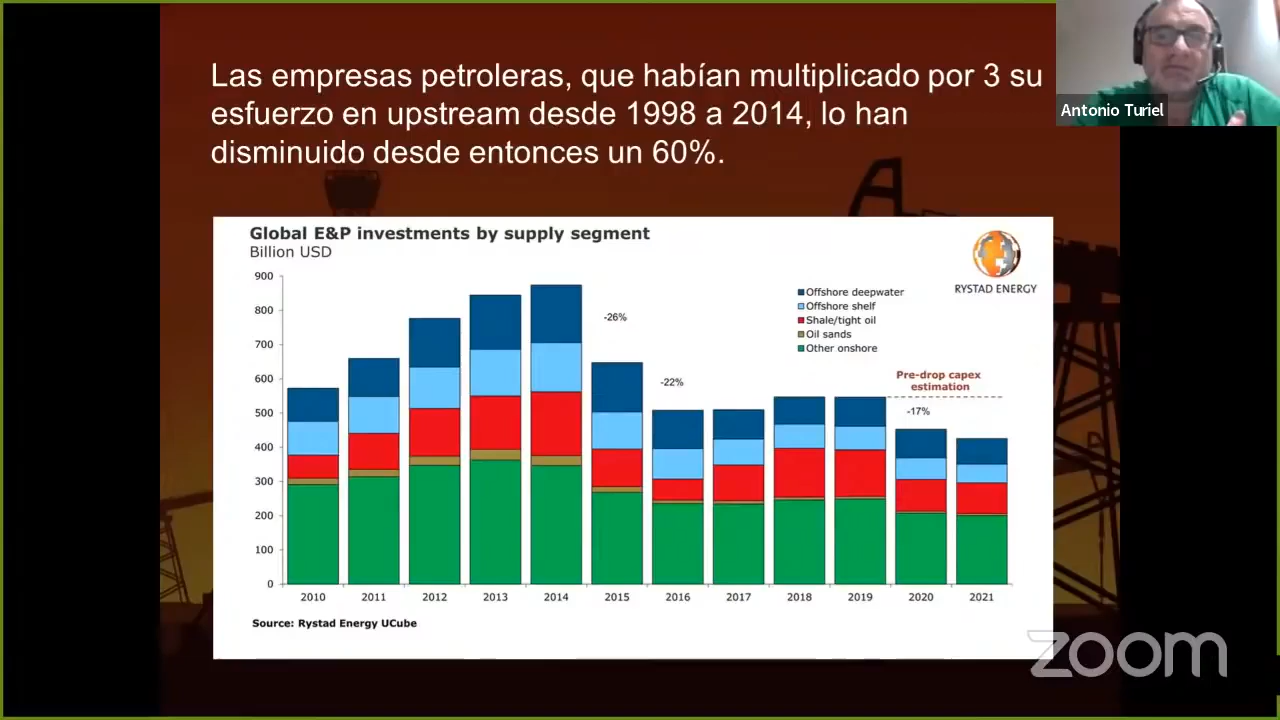 Las empresas petroleras, que habían multiplicado por 3 su
esfuerzo en upstream desde 1998 a 2014, lo han
disminuido desde entonces un 60%.
Antonio Turiel
Global E&P investments by supply segment
Billion USD
RYSTAD ENERGY
900
800
700
600
500
400
300
200
100
0
-26%
-22%
Offshore deepwater
Offshore shelf
Shale/tight oil
Oil sands
Other onshore
Pre-drop capex
estimation
-17%
2010 2011 2012 2013 2014 2015 2016 2017 2018 2019 2020 2021
Source: Rystad Energy UCube
zoom